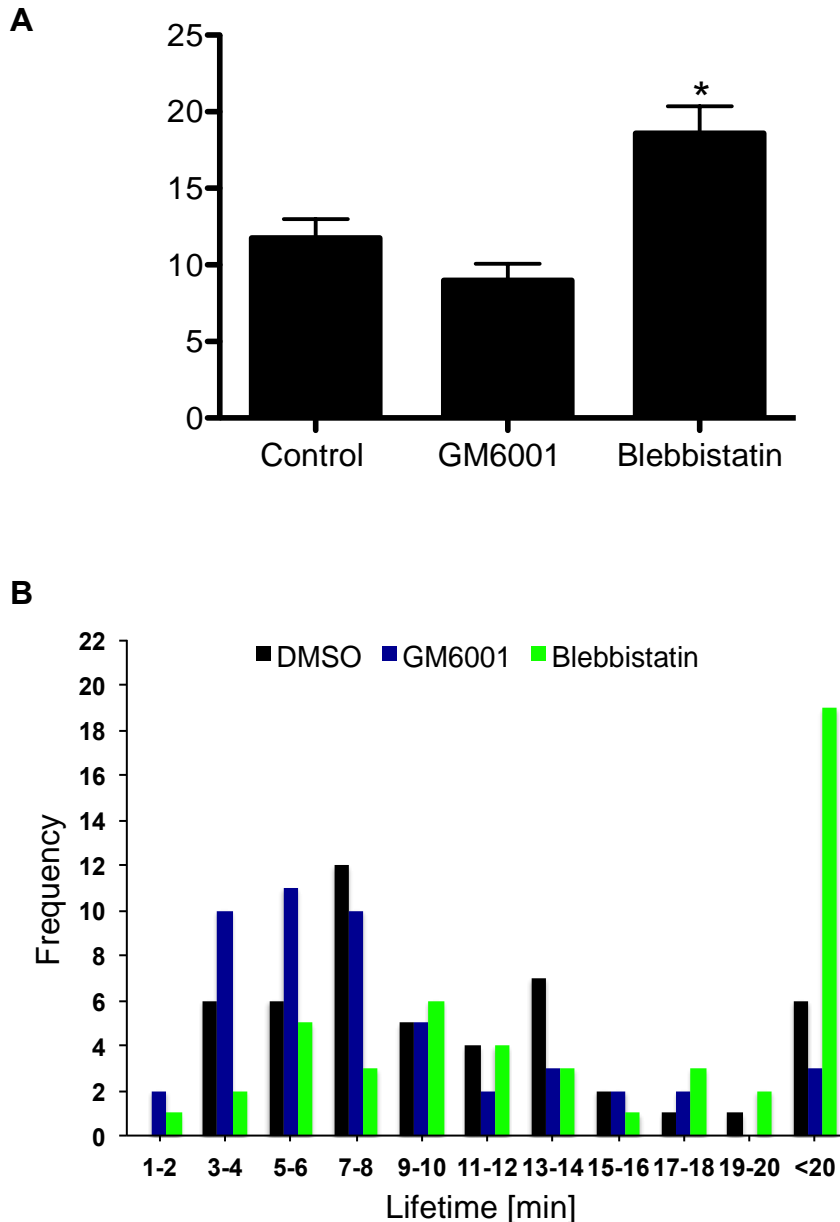 A
25
20
15
10
5
0
*
Control GM6001 Blebbistatin
B
22
20
18
16
14
12
10
8
6
4
2
0
Frequency
DMSO GM6001 Blebbistatin
1-2 3-4 5-6 7-8 9-10 11-12 13-14 15-16 17-18 19-20 <20
Lifetime [min]